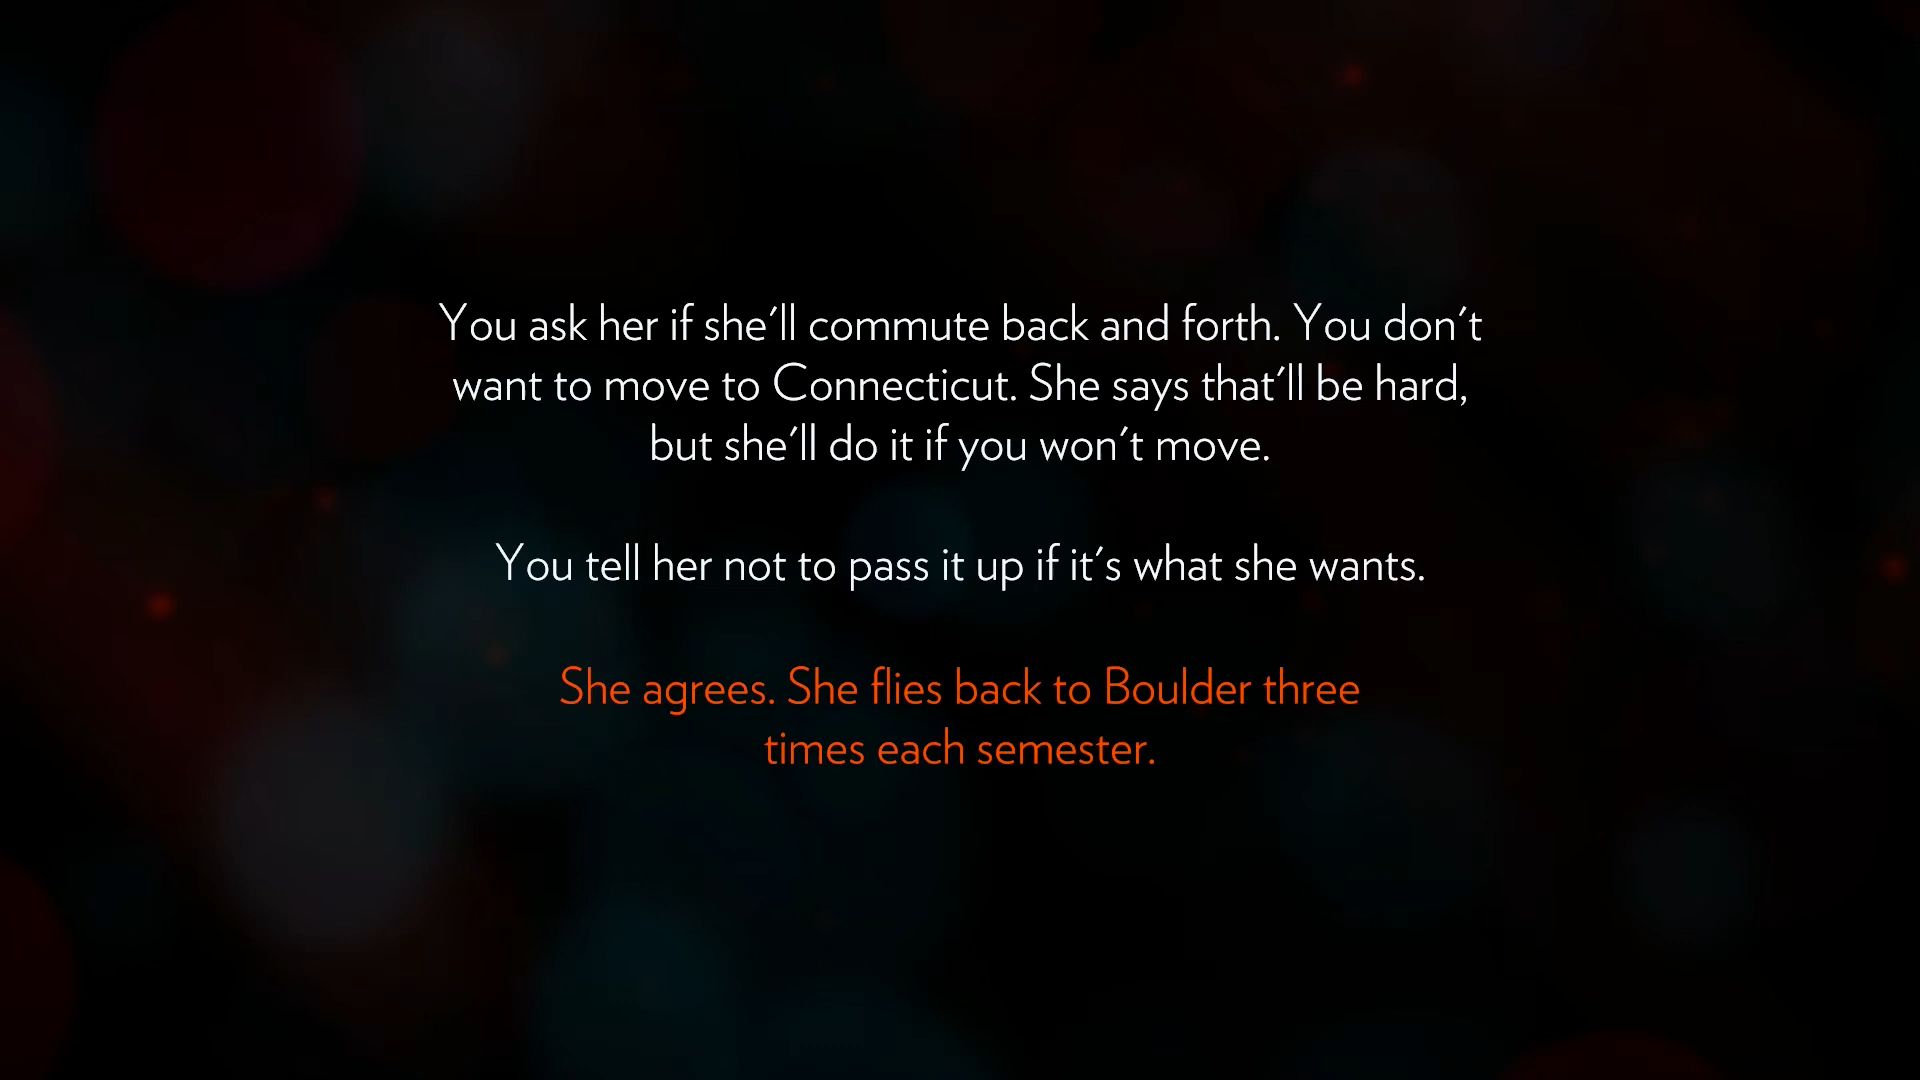 You ask her if she'll commute back and forth. You don't
want to move to Connecticut. She says that'll be hard,
but she'll do it if you won't move.
You tell her not to pass it up if it's what she wants.
She agrees. She flies back to Boulder three
times each semester.